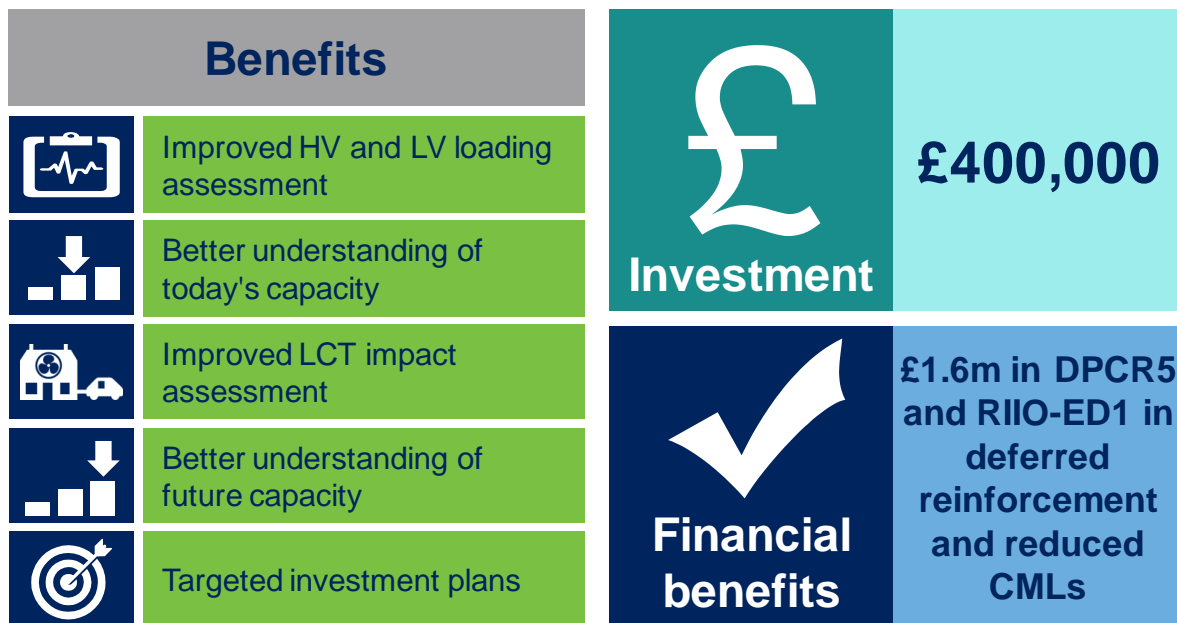 Benefits
Improved HV and LV loading
assessment
Better understanding of
today's capacity
Improved LCT impact
assessment
Better understanding of
future capacity
Targeted investment plans
£
Investment
£400,000
Financial
benefits
£1.6m in DPCR5
and RIIO-ED1 in
deferred
reinforcement
and reduced
CMLs